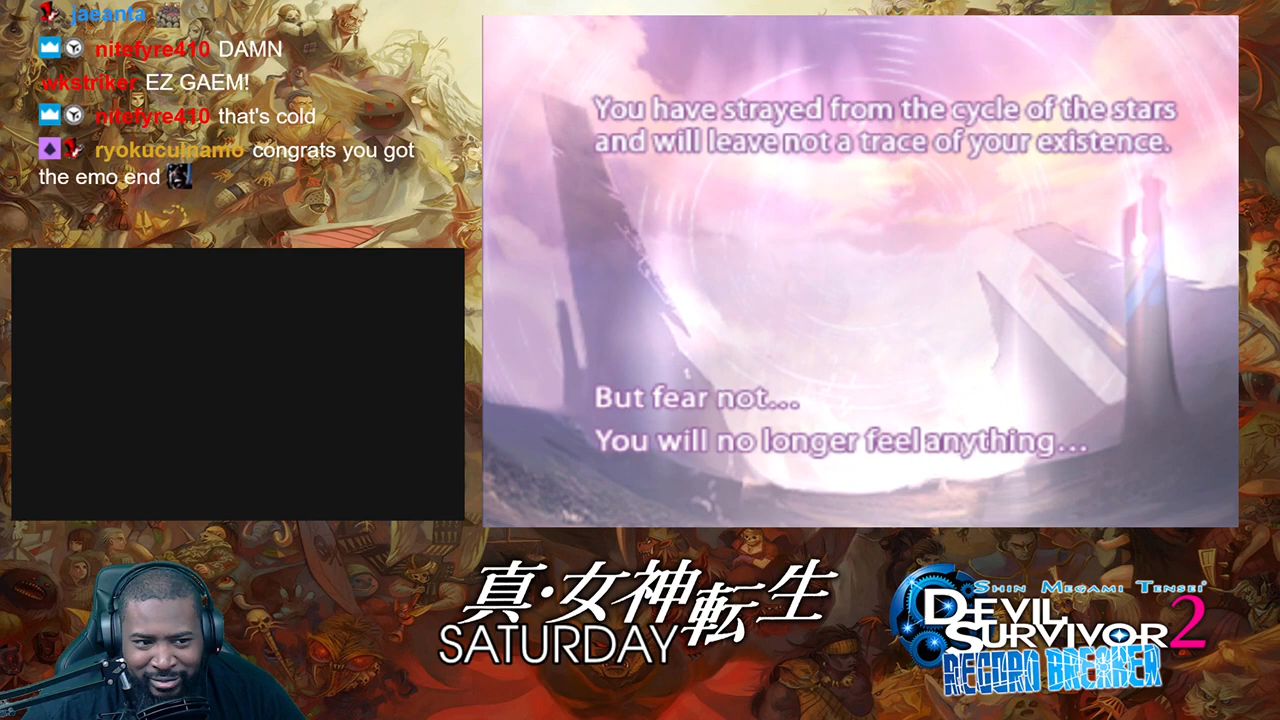 jaeanta
nitefyre410 DAMN
wkstriker EZ GAEM!
nitefyre410 that's cold
ryokucuinamo congrats you got
the emo end
You have strayed from the cycle of the stars
and will leave not a trace of your existence.
But fear not...
You will no longer feel anything...
真・女神転生
SATURDAY
SHIN MEGAMI TENSEI
DEVIL
SURVIVOR 2
RECORD BREAKER